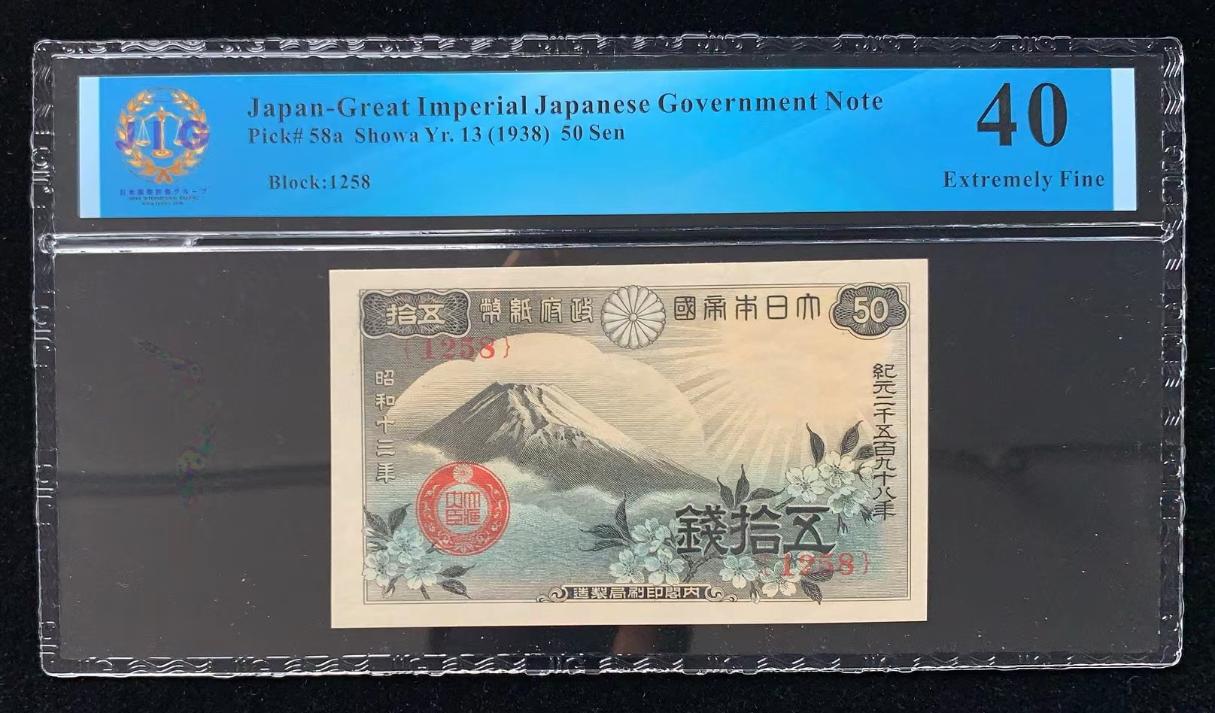 JIG
Japan-Great Imperial Japanese Government Note
Pick# 58a Showa Yr. 13 (1938) 50 Sen
Block:1258
40
Extremely Fine
50
大日本帝國
政府紙幣
五拾
{1258}
紀元二千五百九十八年
昭和十三年
五拾錢
{1258}
内閣印刷局製造